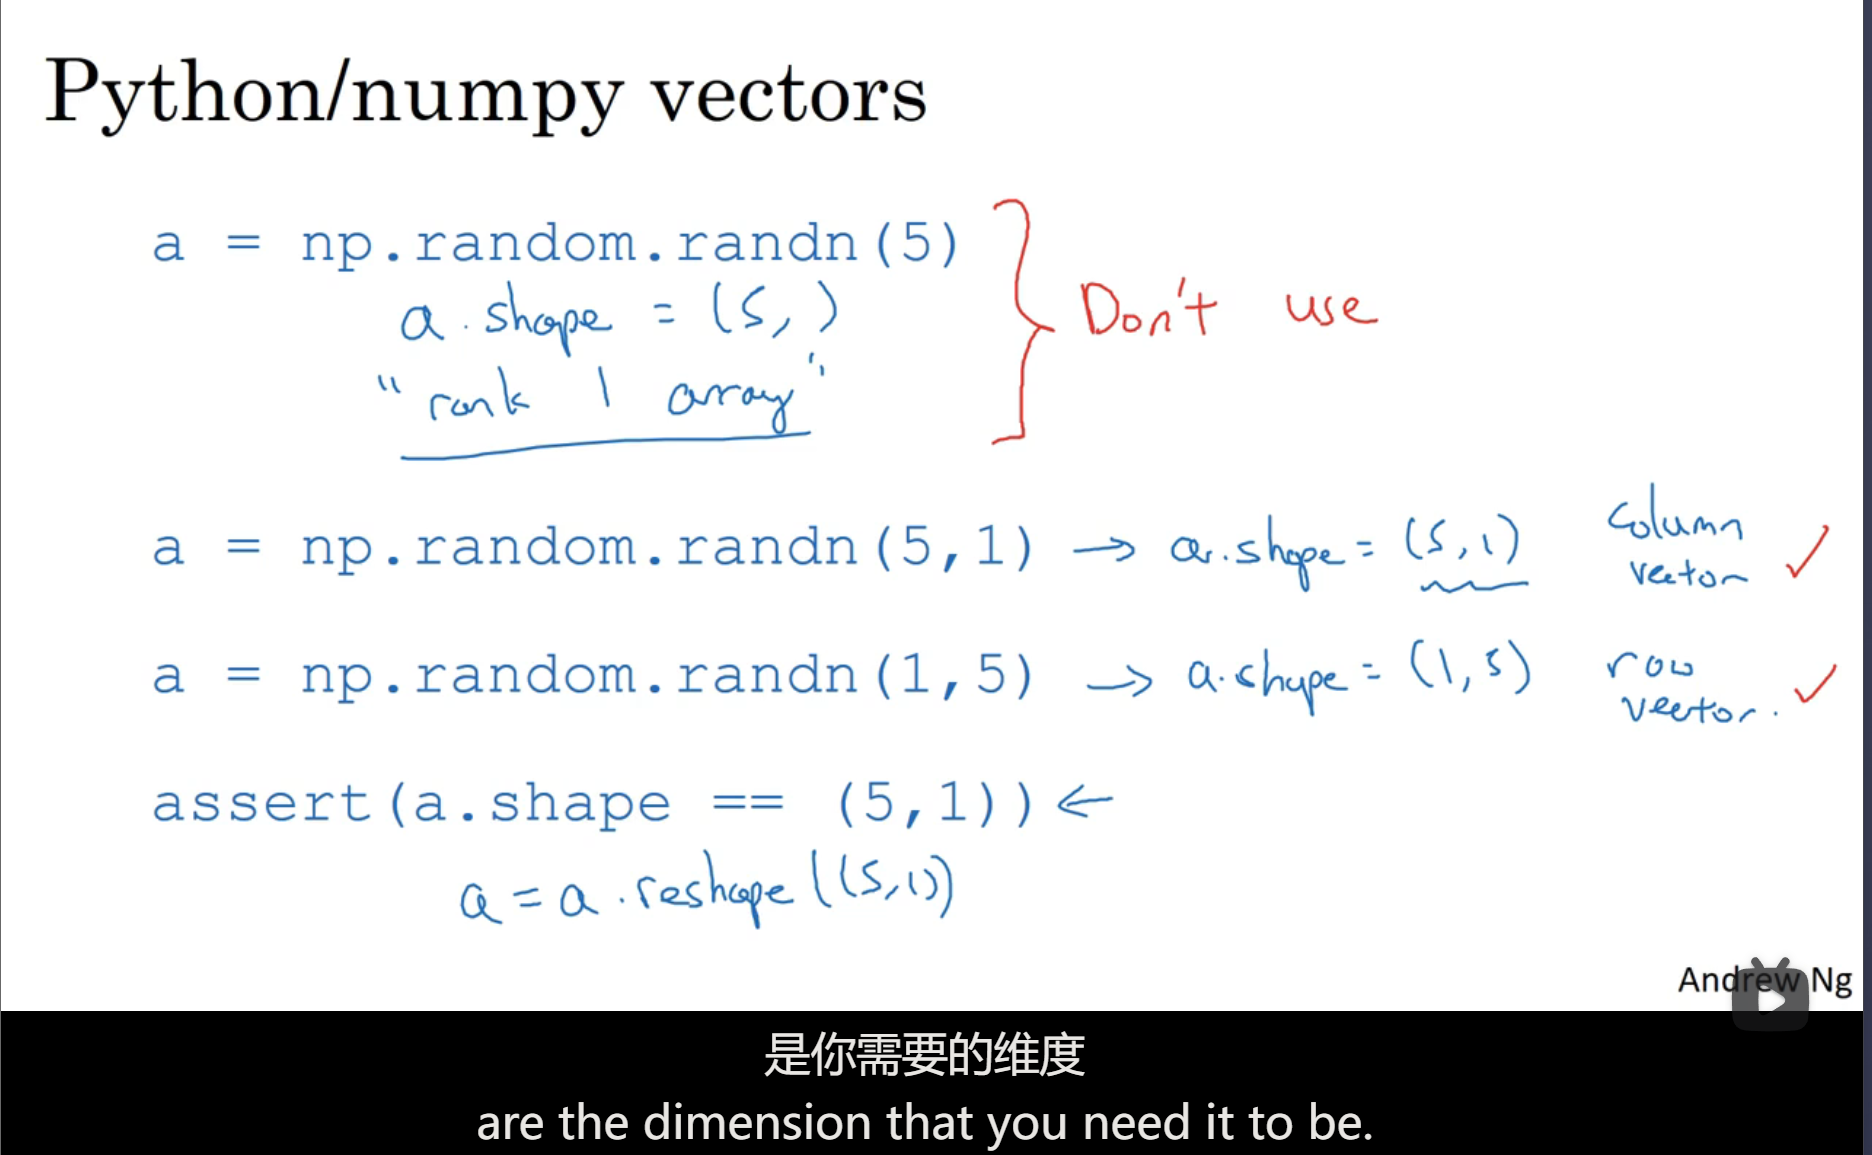 Python/numpy vectors
a = np.random.randn(5)
a.shape = (5,)
"rank 1 array"
Don't use
a = np.random.randn(5,1) → a.shape = (5,1) column vector ✓
a = np.random.randn(1,5) → a.shape = (1,5) row vector. ✓
assert(a.shape == (5,1)) ←
a = a.reshape((5,1))
Andrew Ng
是你需要的维度
are the dimension that you need it to be.